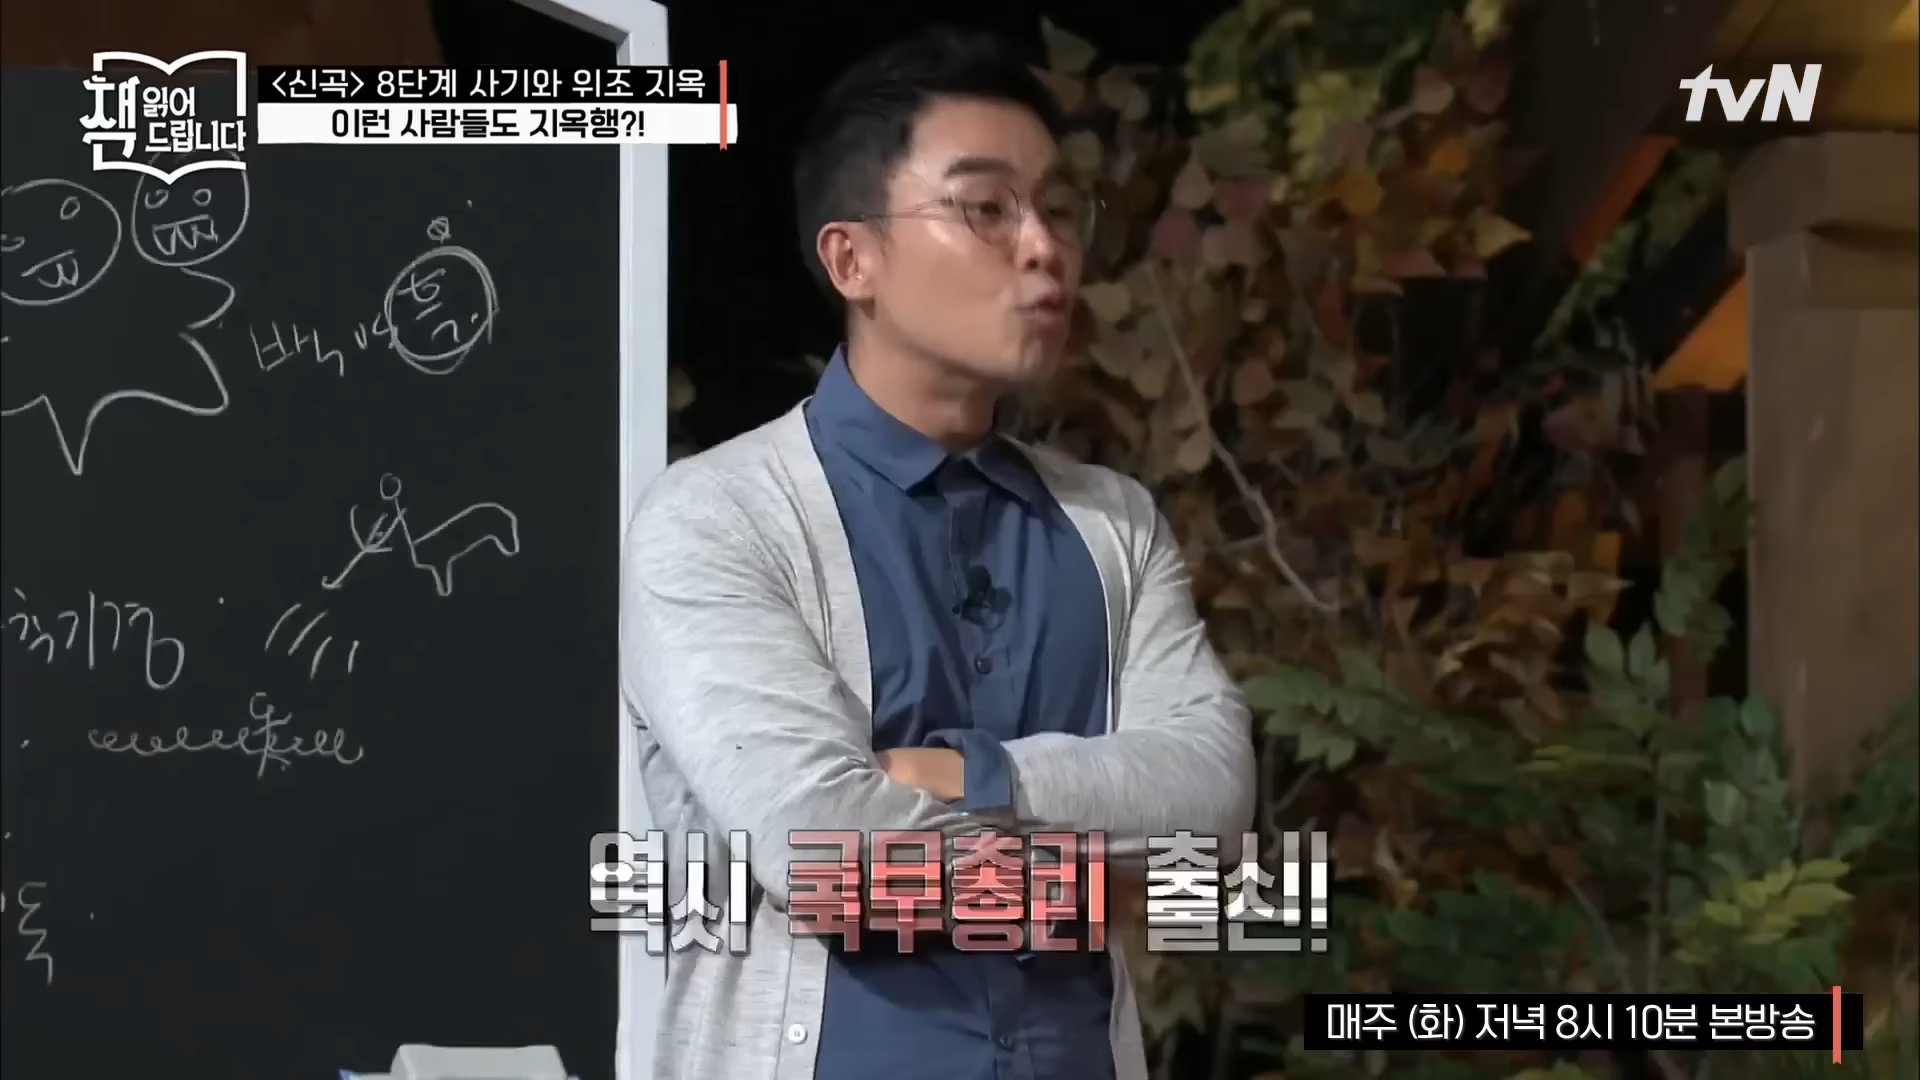 책 읽어
드립니다
<신곡> 8단계 사기와 위조 지옥
이런 사람들도 지옥행?!
tvN
역시 국무총리 출신!
매주 (화) 저녁 8시 10분 본방송